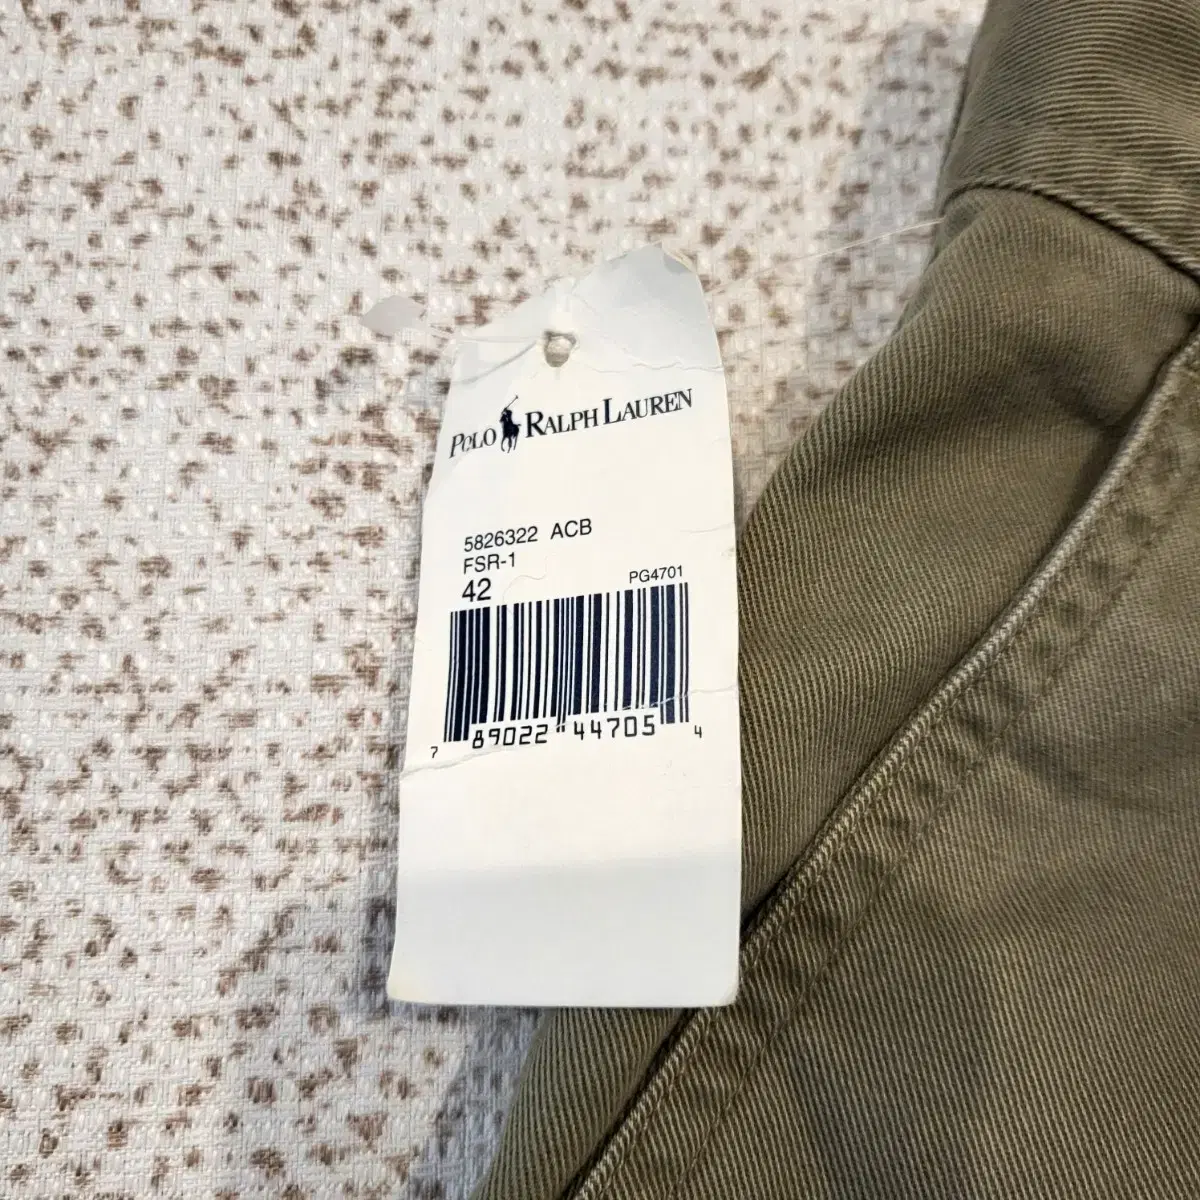 POLO RALPH LAUREN
5826322 ACB
FSR-1
42 PG4701
7 89022 44705 4